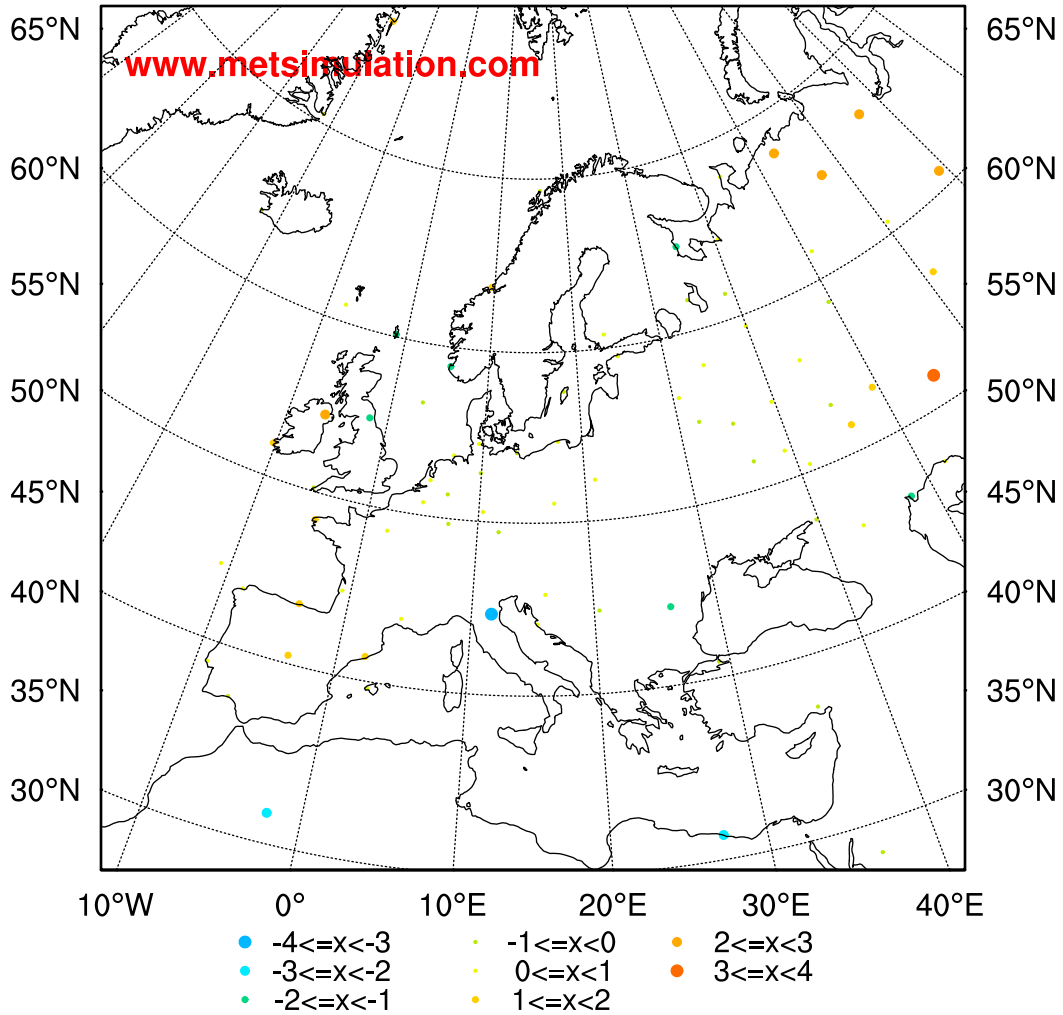 65°N 65°N
www.metsimulation.com
60°N 60°N
55°N 55°N
50°N 50°N
45°N 45°N
40°N 40°N
35°N 35°N
30°N 30°N
10°W 0° 10°E 20°E 30°E 40°E
-4<=x<-3 -1<=x<0 2<=x<3
-3<=x<-2 0<=x<1 3<=x<4
-2<=x<-1 1<=x<2